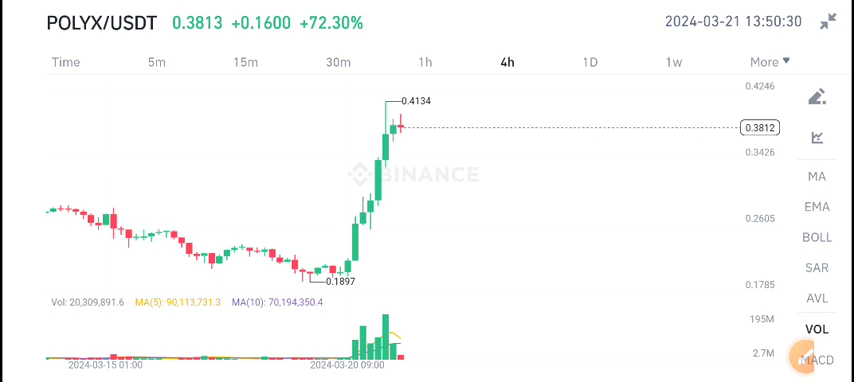 POLYX/USDT 0.3813 +0.1600 +72.30% 2024-03-21 13:50:30
Time 5m 15m 30m 1h 4h 1D 1w More
0.4246
0.4134
0.3812
0.3426
BINANCE
MA
EMA
0.2605
BOLL
SAR
0.1897
0.1785
AVL
Vol: 20,309,891.6 MA(5): 90,113,731.3 MA(10): 70,194,350.4
195M
VOL
2.7M
MACD
2024-03-15 01:00 2024-03-20 09:00